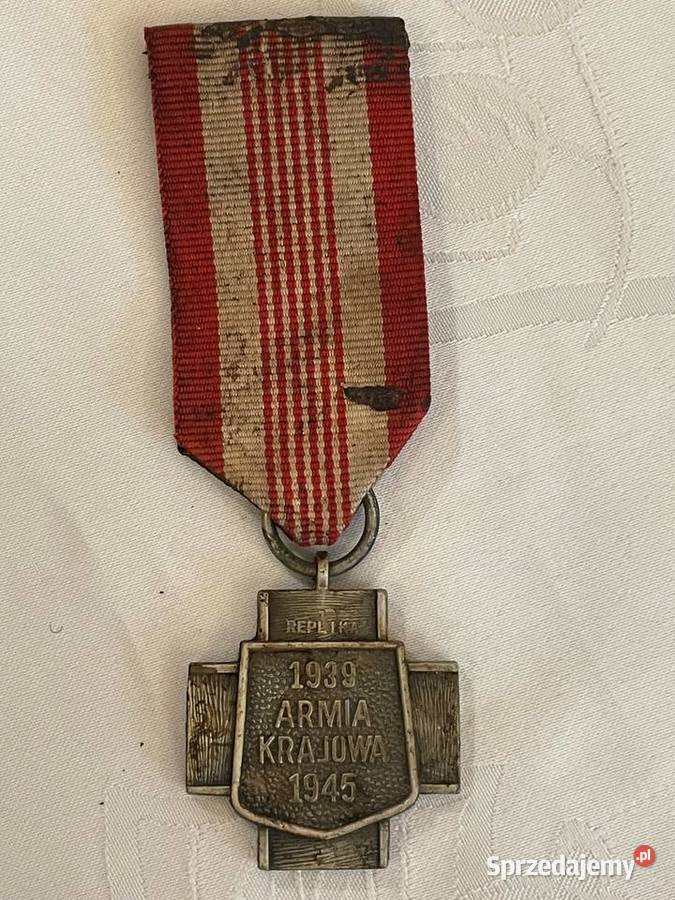 REPLIKA
1939
ARMIA
KRAJOWA
1945
Sprzedajemy.pl